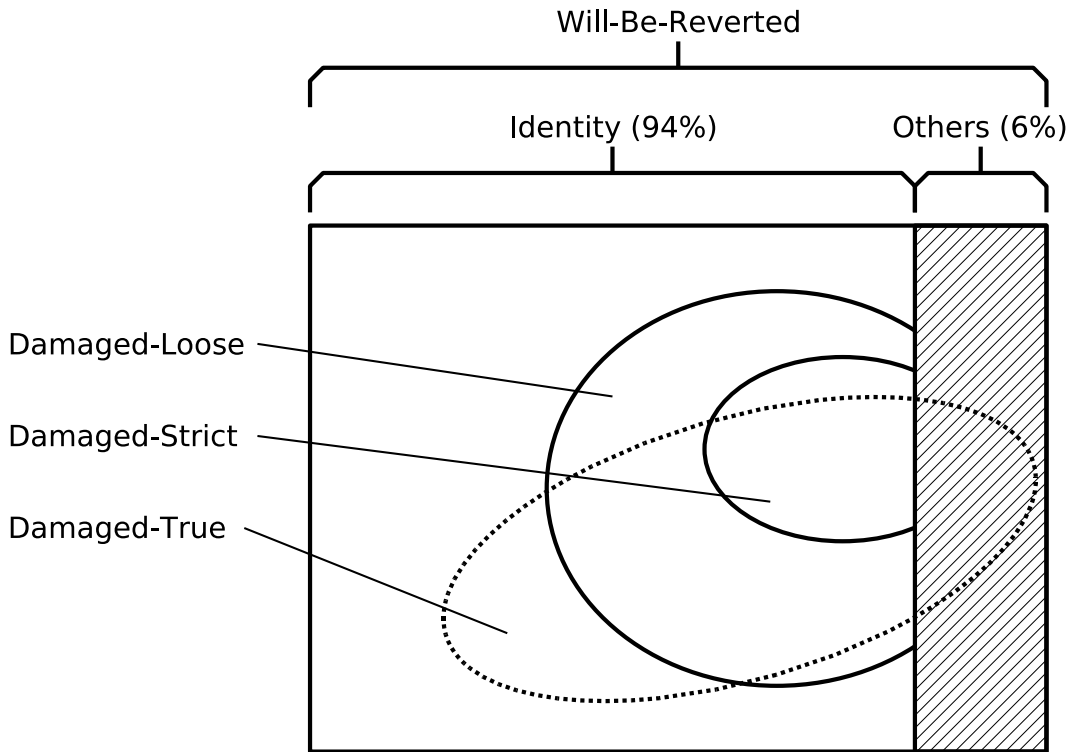 Will-Be-Reverted
Identity (94%)
Others (6%)
Damaged-Loose
Damaged-Strict
Damaged-True